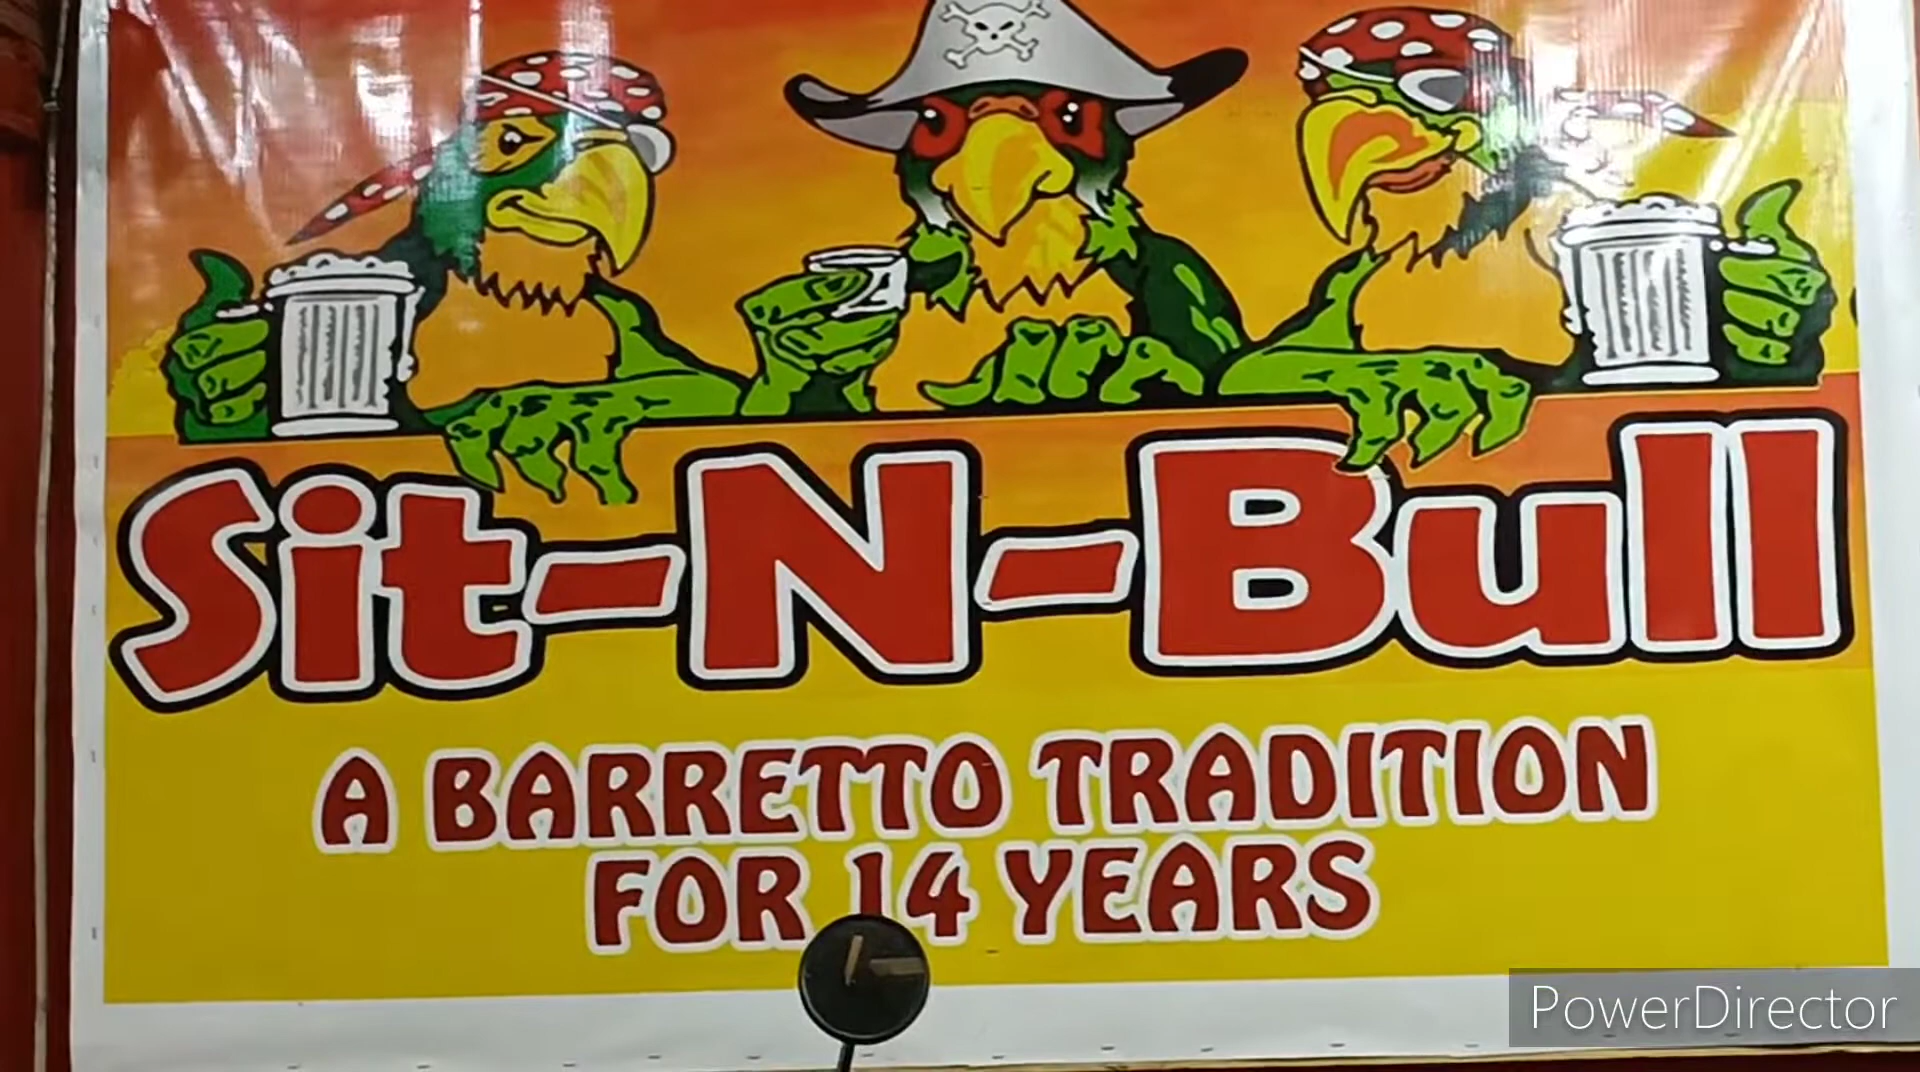 Sit-N-Bull
A BARRETTO TRADITION
FOR 14 YEARS
PowerDirector